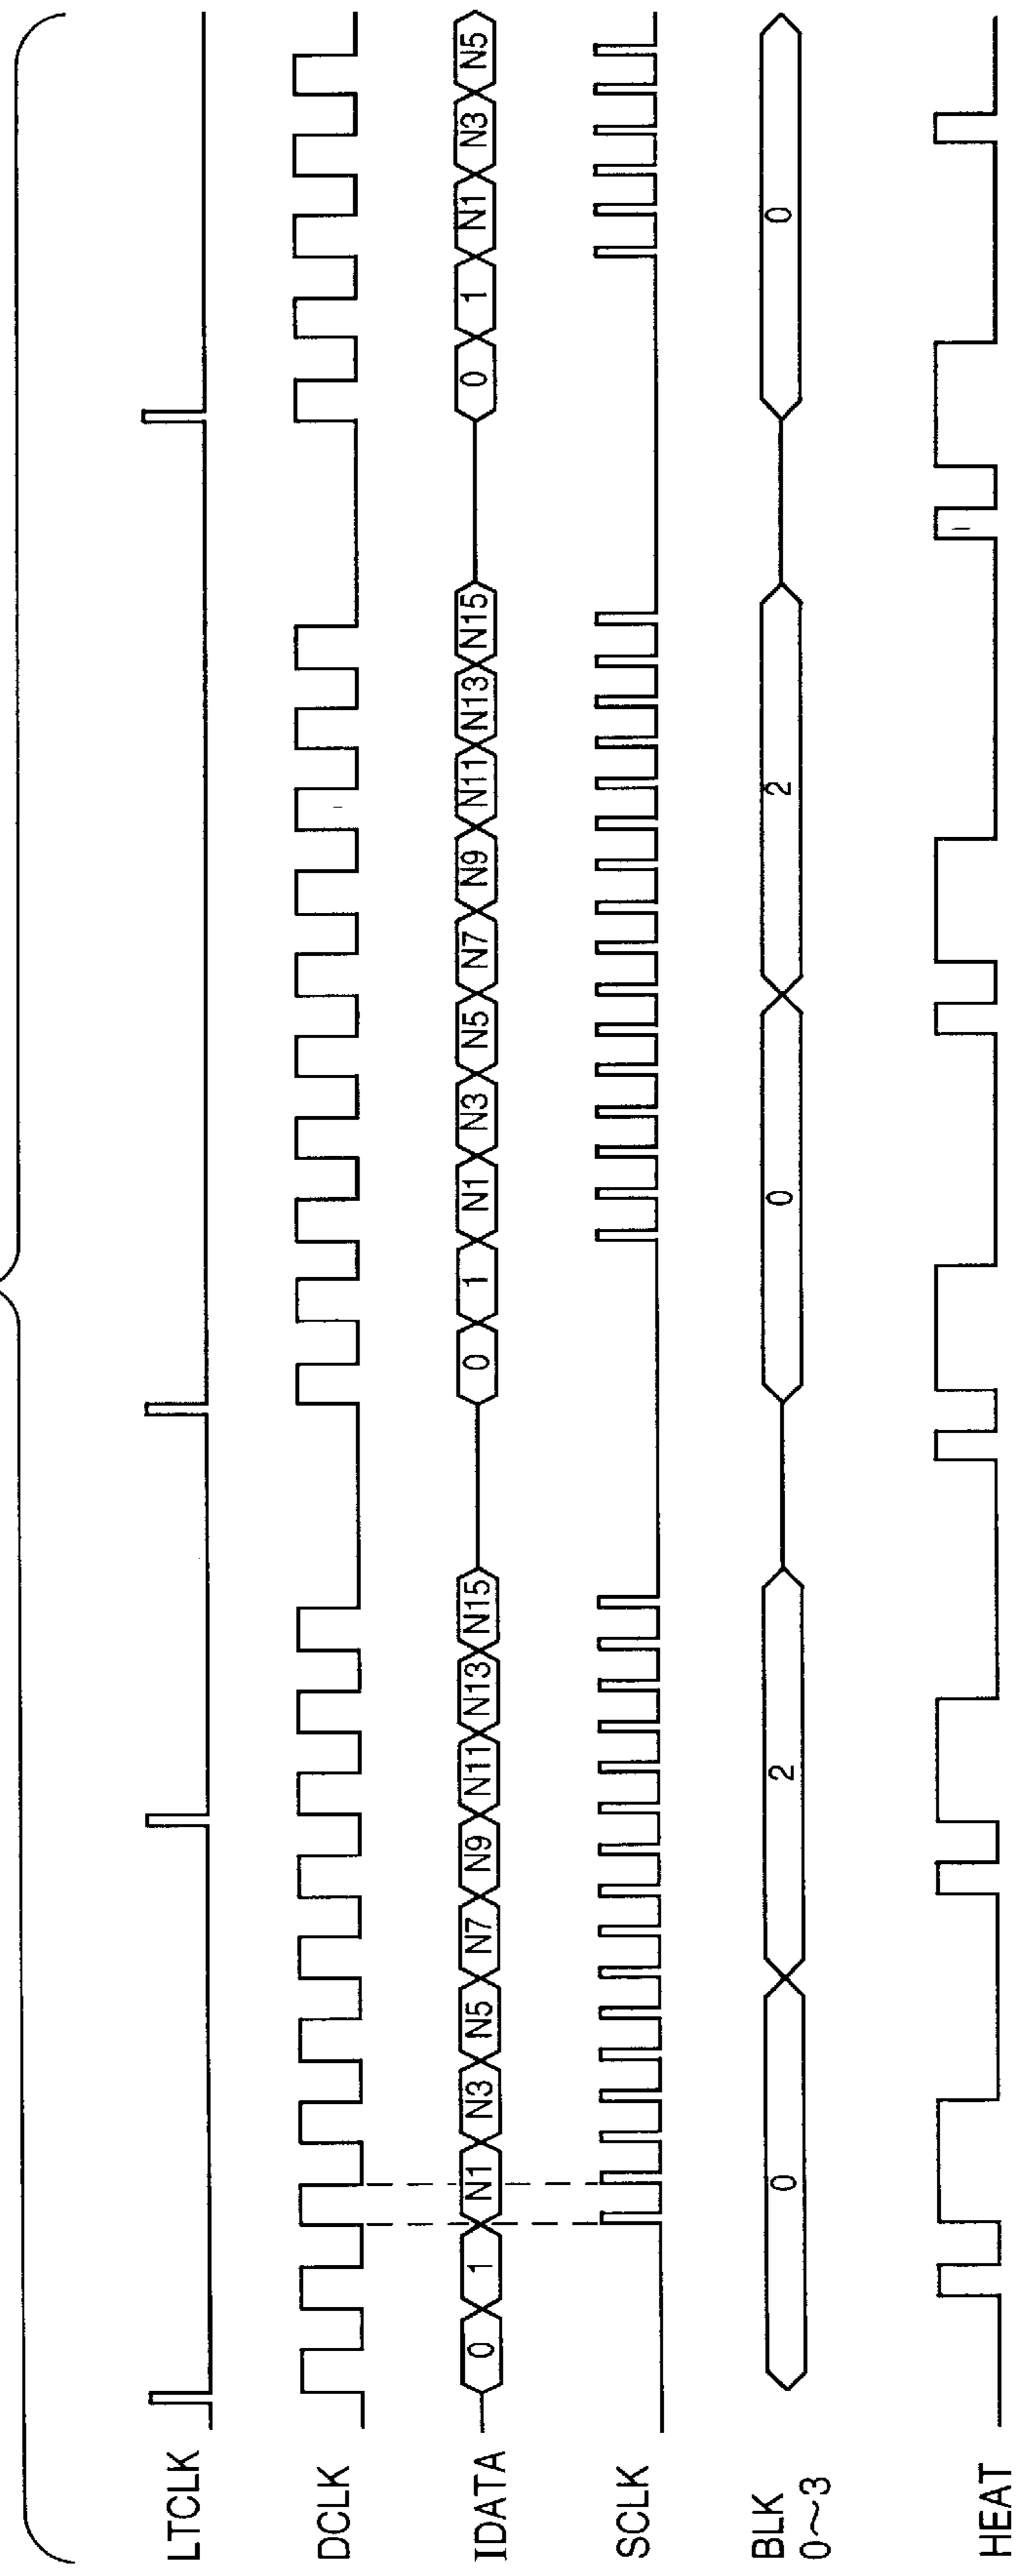 LTCLK
DCLK
IDATA 0 1 N1 N3 N5 N7 N9 N11 N13 N15 0 1 N1 N3 N5 N7 N9 N11 N13 N15 0 1 N1 N3 N5
SCLK
BLK 0 2 0 2 0
0~3
HEAT